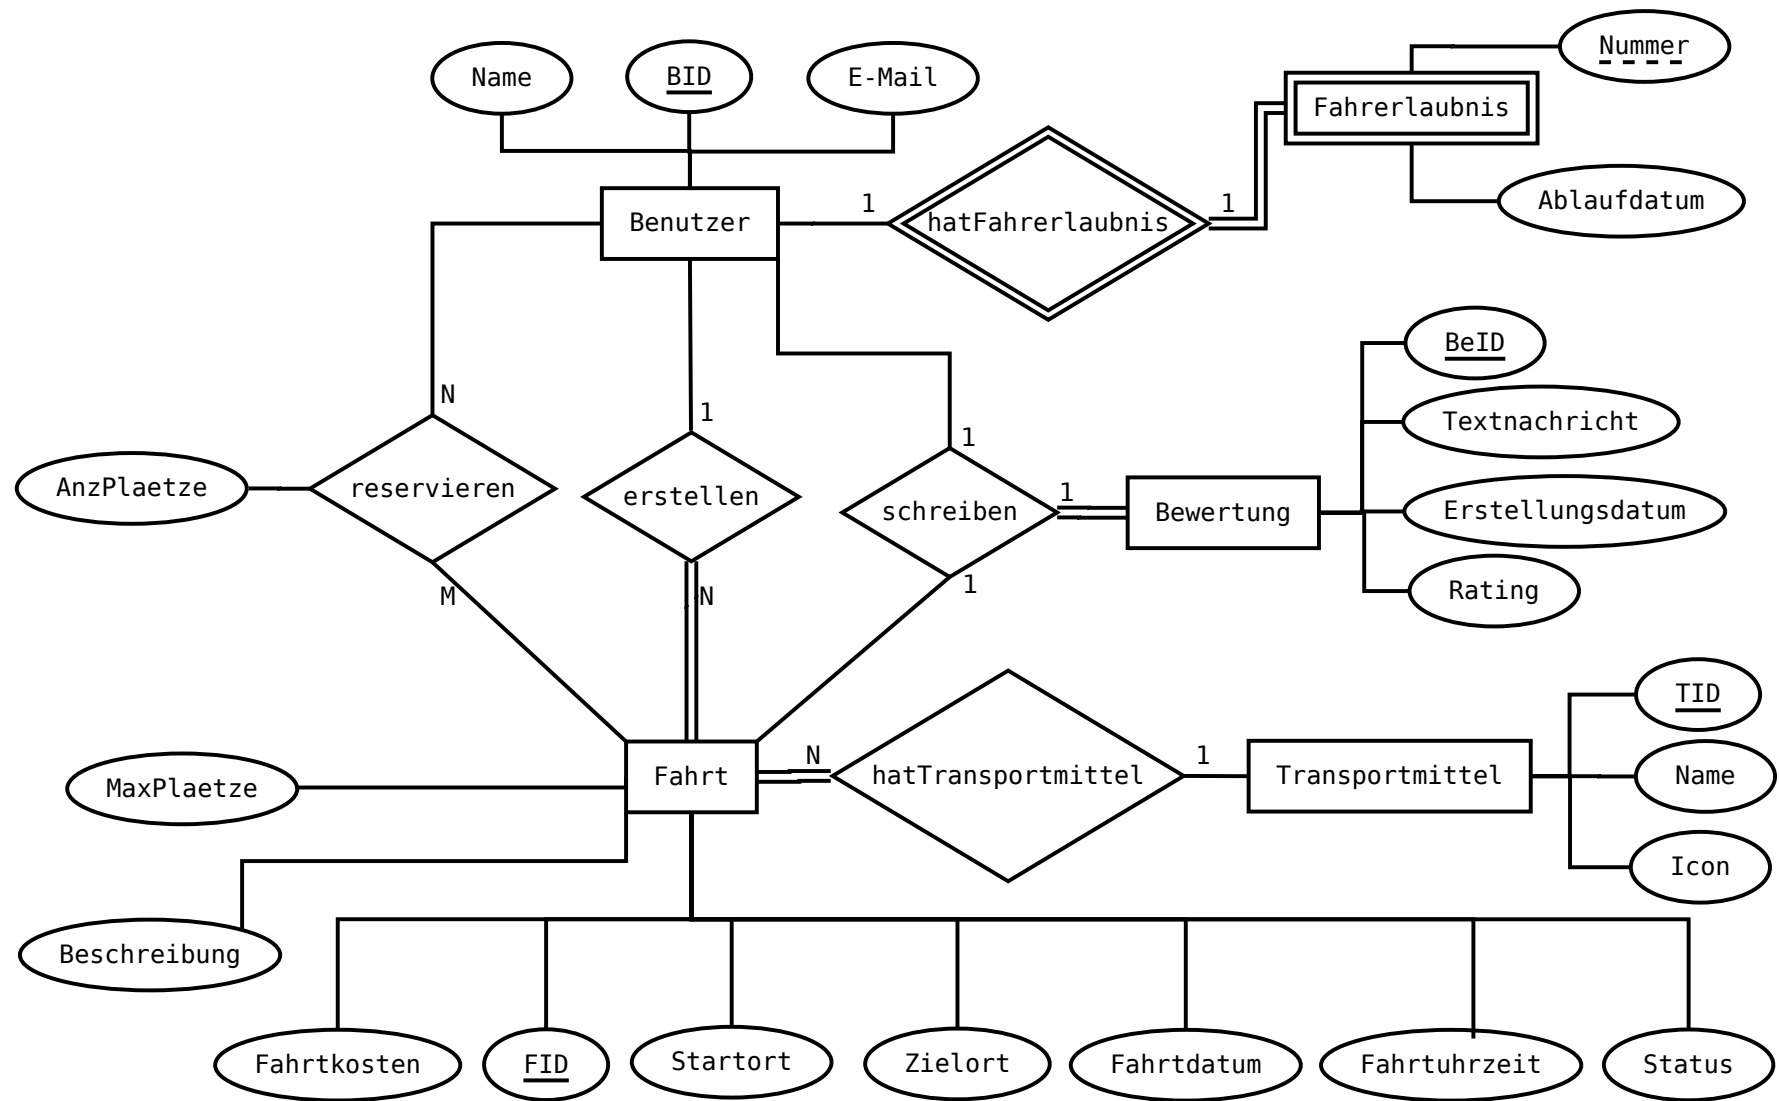 Nummer
Name
BID
E-Mail
Fahrerlaubnis
Ablaufdatum
Benutzer
1
hatFahrerlaubnis
1
BeID
N
1
Textnachricht
1
AnzPlaetze
reservieren
erstellen
schreiben
1
Bewertung
Erstellungsdatum
M
N
1
Rating
TID
MaxPlaetze
Fahrt
N
hatTransportmittel
1
Transportmittel
Name
Icon
Beschreibung
Fahrtkosten
FID
Startort
Zielort
Fahrtdatum
Fahrtuhrzeit
Status